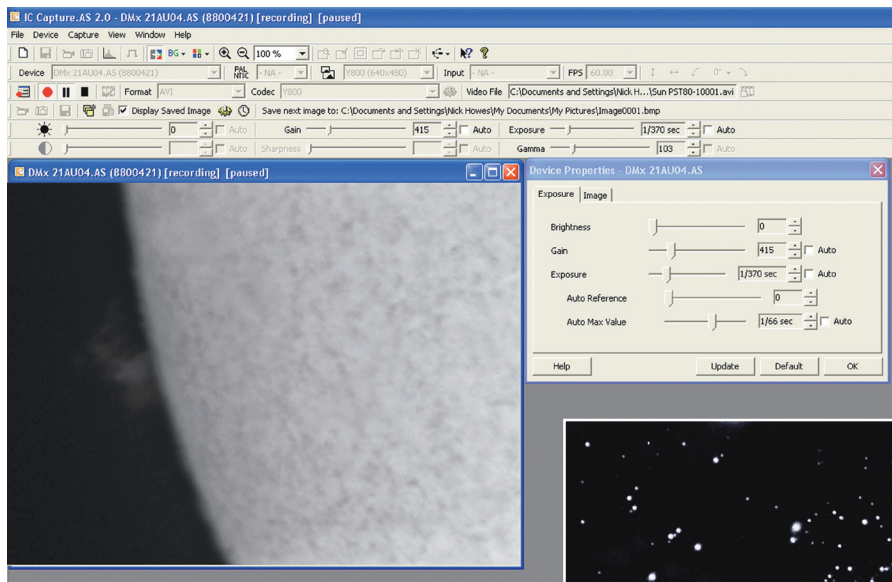 IC Capture.AS 2.0 - DMx 21AU04.AS (8800421) [recording] [paused]
File Device Capture View Window Help
BG 100 %
Device DMx 21AU04.AS (8800421) PAL NTSC - NA - Y800 (640x480) Input - NA - FPS 60.00 0°
Format AVI Codec Y800 Video File C:\Documents and Settings\Nick H...\Sun PST80-10001.avi
Display Saved Image Save next image to: C:\Documents and Settings\Nick Howes\My Documents\My Pictures\Image0001.bmp
0 Auto Gain 415 Auto Exposure 1/370 sec Auto
Auto Sharpness Auto Gamma 103 Auto
DMx 21AU04.AS (8800421) [recording] [paused]
Device Properties - DMx 21AU04.AS
Exposure Image
Brightness 0
Gain 415 Auto
Exposure 1/370 sec Auto
Auto Reference 0
Auto Max Value 1/66 sec Auto
Help Update Default OK